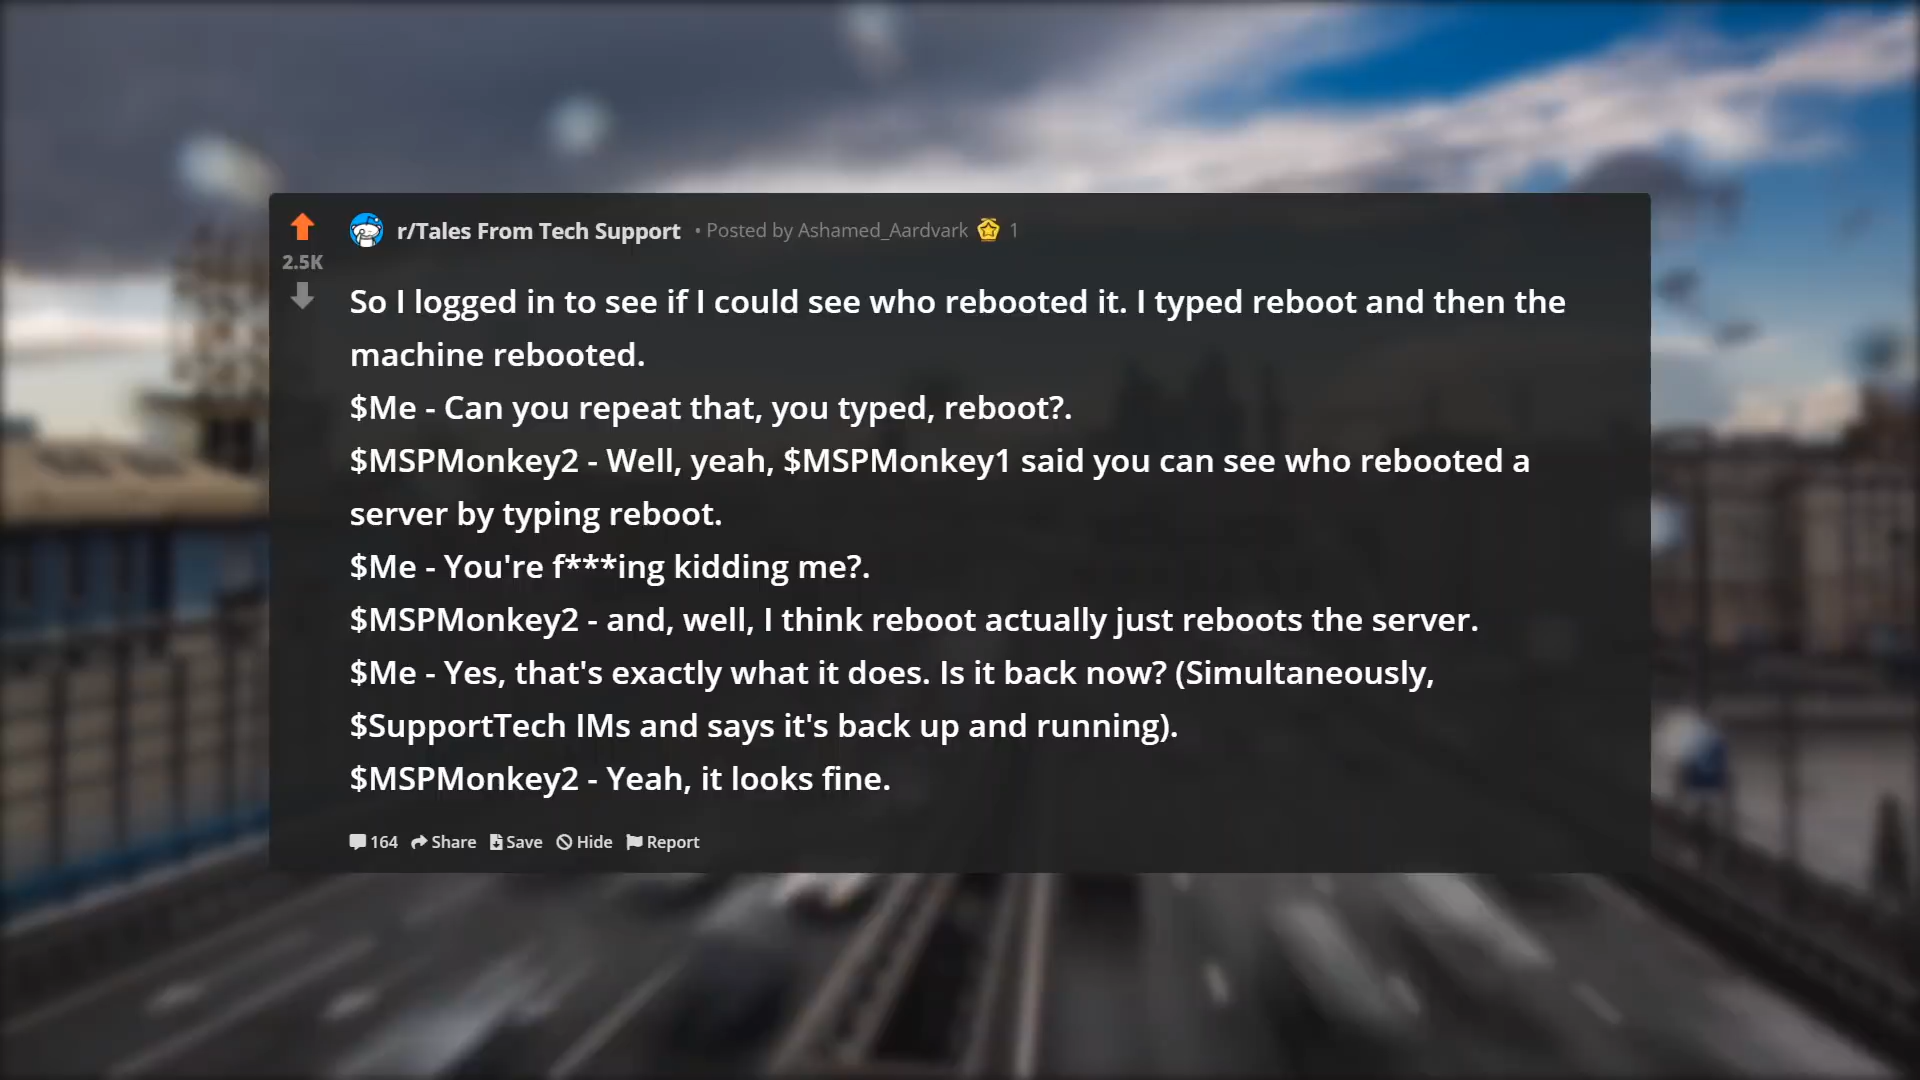 r/Tales From Tech Support • Posted by Ashamed_Aardvark 1
2.5K
So I logged in to see if I could see who rebooted it. I typed reboot and then the
machine rebooted.
$Me - Can you repeat that, you typed, reboot?.
$MSPMonkey2 - Well, yeah, $MSPMonkey1 said you can see who rebooted a
server by typing reboot.
$Me - You're f***ing kidding me?.
$MSPMonkey2 - and, well, I think reboot actually just reboots the server.
$Me - Yes, that's exactly what it does. Is it back now? (Simultaneously,
$SupportTech IMs and says it's back up and running).
$MSPMonkey2 - Yeah, it looks fine.
164 Share Save Hide Report